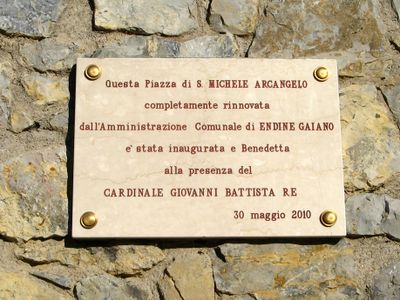 Questa Piazza di S. MICHELE ARCANGELO
completamente rinnovata
dall'Amministrazione Comunale di ENDINE GAIANO
e' stata inaugurata e Benedetta
alla presenza del
CARDINALE GIOVANNI BATTISTA RE
30 maggio 2010